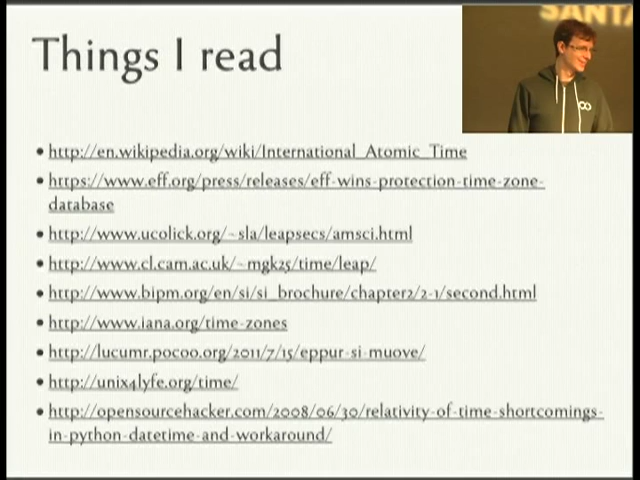 SANTA
Things I read
• http://en.wikipedia.org/wiki/International_Atomic_Time
• https://www.eff.org/press/releases/eff-wins-protection-time-zone-
database
• http://www.ucolick.org/~sla/leapsecs/amsci.html
• http://www.cl.cam.ac.uk/~mgk25/time/leap/
• http://www.bipm.org/en/si/si_brochure/chapter2/2-1/second.html
• http://www.iana.org/time-zones
• http://lucumr.pocoo.org/2011/7/15/eppur-si-muove/
• http://unix4lyfe.org/time/
• http://opensourcehacker.com/2008/06/30/relativity-of-time-shortcomings-
in-python-datetime-and-workaround/